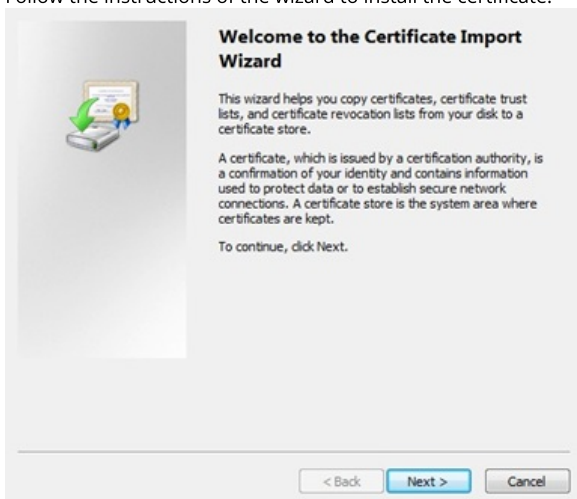 Follow the instructions of the wizard to install the certificate.
Welcome to the Certificate Import
Wizard
This wizard helps you copy certificates, certificate trust
lists, and certificate revocation lists from your disk to a
certificate store.
A certificate, which is issued by a certification authority, is
a confirmation of your identity and contains information
used to protect data or to establish secure network
connections. A certificate store is the system area where
certificates are kept.
To continue, click Next.
< Back Next > Cancel